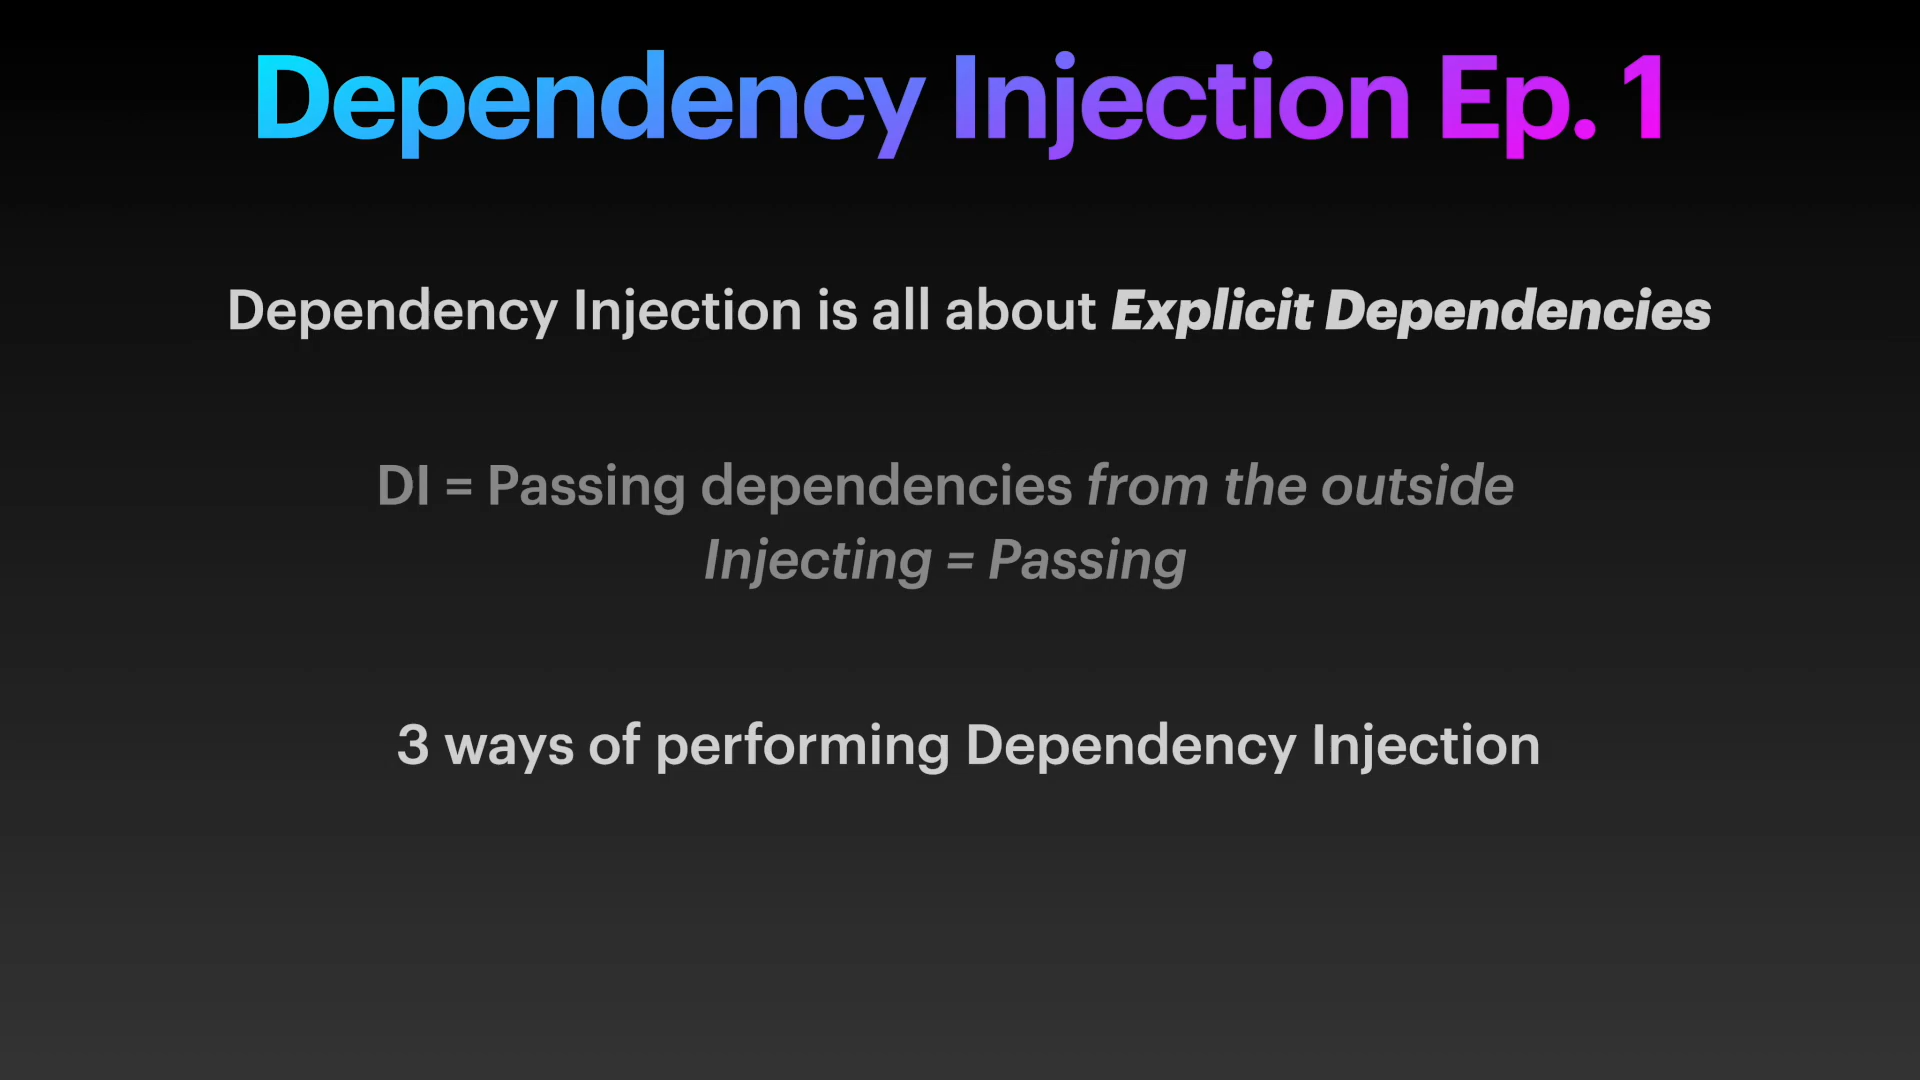 Dependency Injection Ep. 1
Dependency Injection is all about Explicit Dependencies
DI = Passing dependencies from the outside
Injecting = Passing
3 ways of performing Dependency Injection